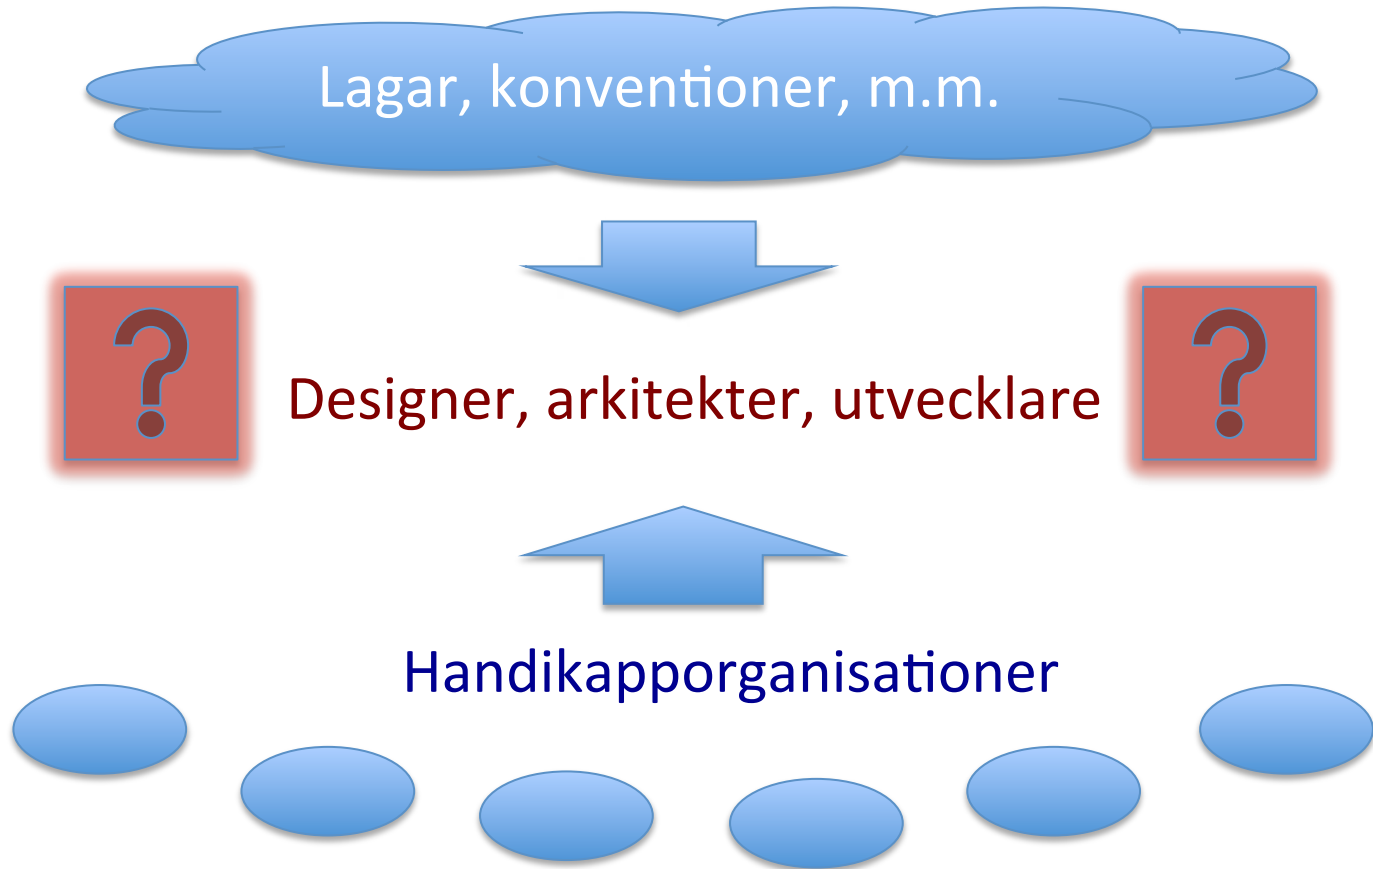 Lagar, konventioner, m.m.
? ?
Designer, arkitekter, utvecklare
Handikapporganisationer